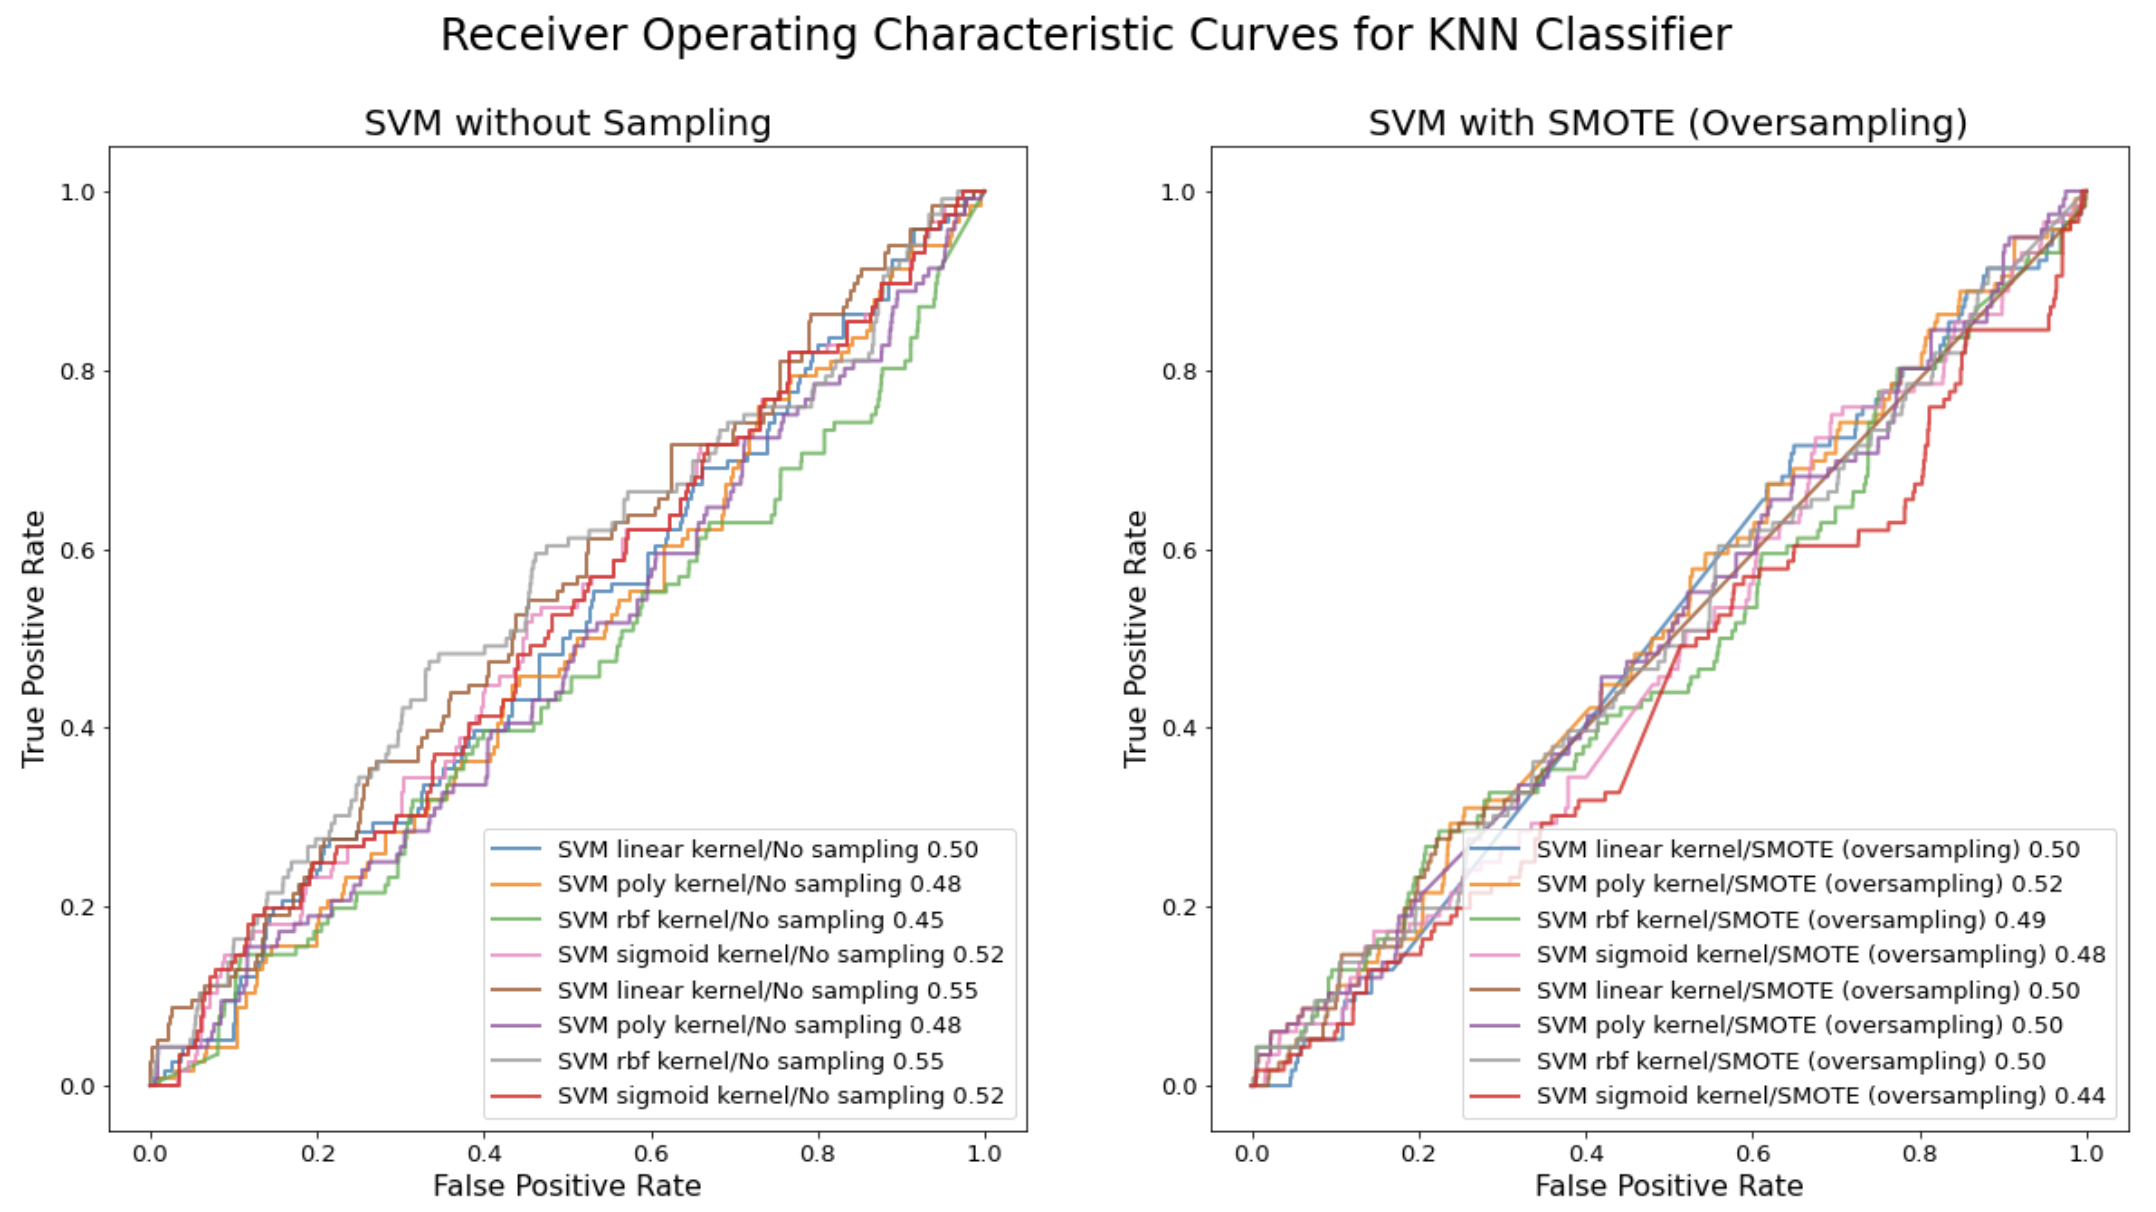 Receiver Operating Characteristic Curves for KNN Classifier
SVM without Sampling
True Positive Rate
1.0
0.8
0.6
0.4
0.2
0.0
SVM linear kernel/No sampling 0.50
SVM poly kernel/No sampling 0.48
SVM rbf kernel/No sampling 0.45
SVM sigmoid kernel/No sampling 0.52
SVM linear kernel/No sampling 0.55
SVM poly kernel/No sampling 0.48
SVM rbf kernel/No sampling 0.55
SVM sigmoid kernel/No sampling 0.52
0.0 0.2 0.4 0.6 0.8 1.0
False Positive Rate
SVM with SMOTE (Oversampling)
True Positive Rate
1.0
0.8
0.6
0.4
0.2
0.0
SVM linear kernel/SMOTE (oversampling) 0.50
SVM poly kernel/SMOTE (oversampling) 0.52
SVM rbf kernel/SMOTE (oversampling) 0.49
SVM sigmoid kernel/SMOTE (oversampling) 0.48
SVM linear kernel/SMOTE (oversampling) 0.50
SVM poly kernel/SMOTE (oversampling) 0.50
SVM rbf kernel/SMOTE (oversampling) 0.50
SVM sigmoid kernel/SMOTE (oversampling) 0.44
0.0 0.2 0.4 0.6 0.8 1.0
False Positive Rate